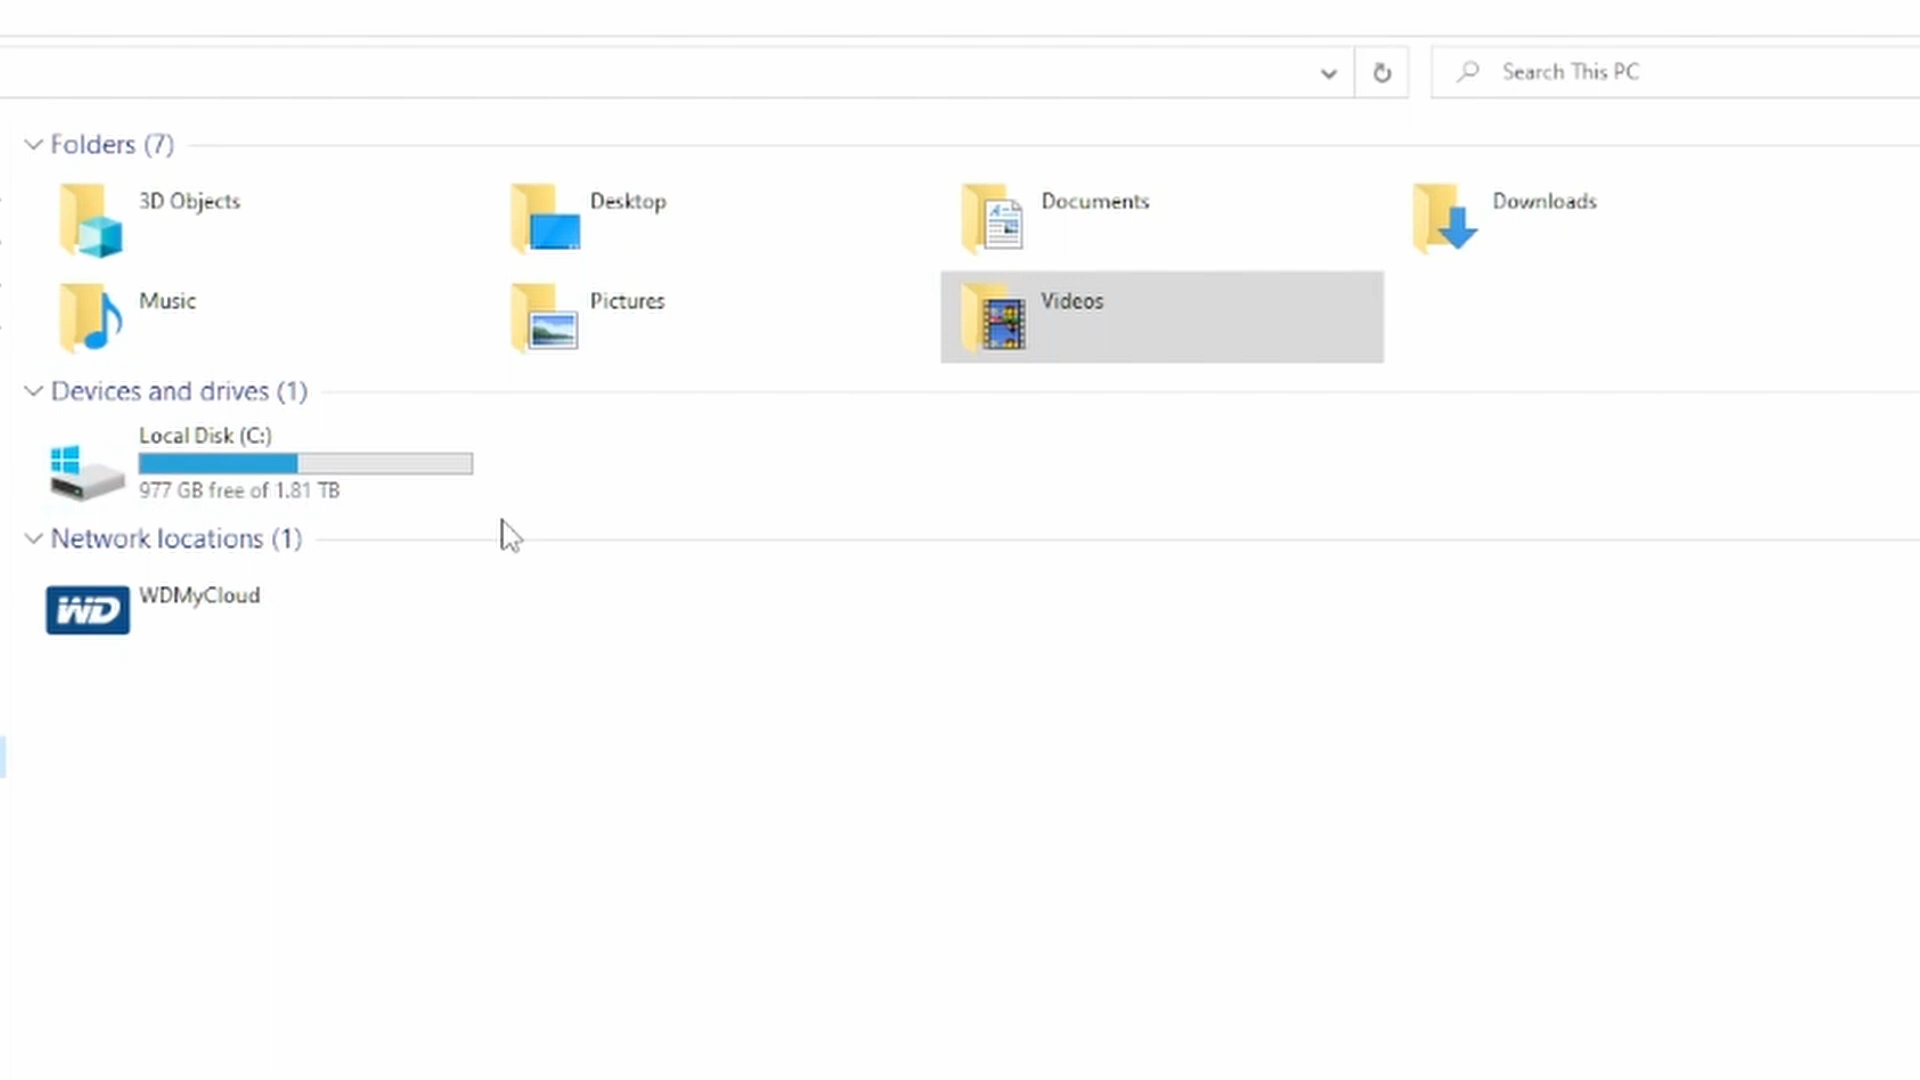 Search This PC
Folders (7)
3D Objects
Desktop
Documents
Downloads
Music
Pictures
Videos
Devices and drives (1)
Local Disk (C:)
977 GB free of 1.81 TB
Network locations (1)
WD
WDMyCloud